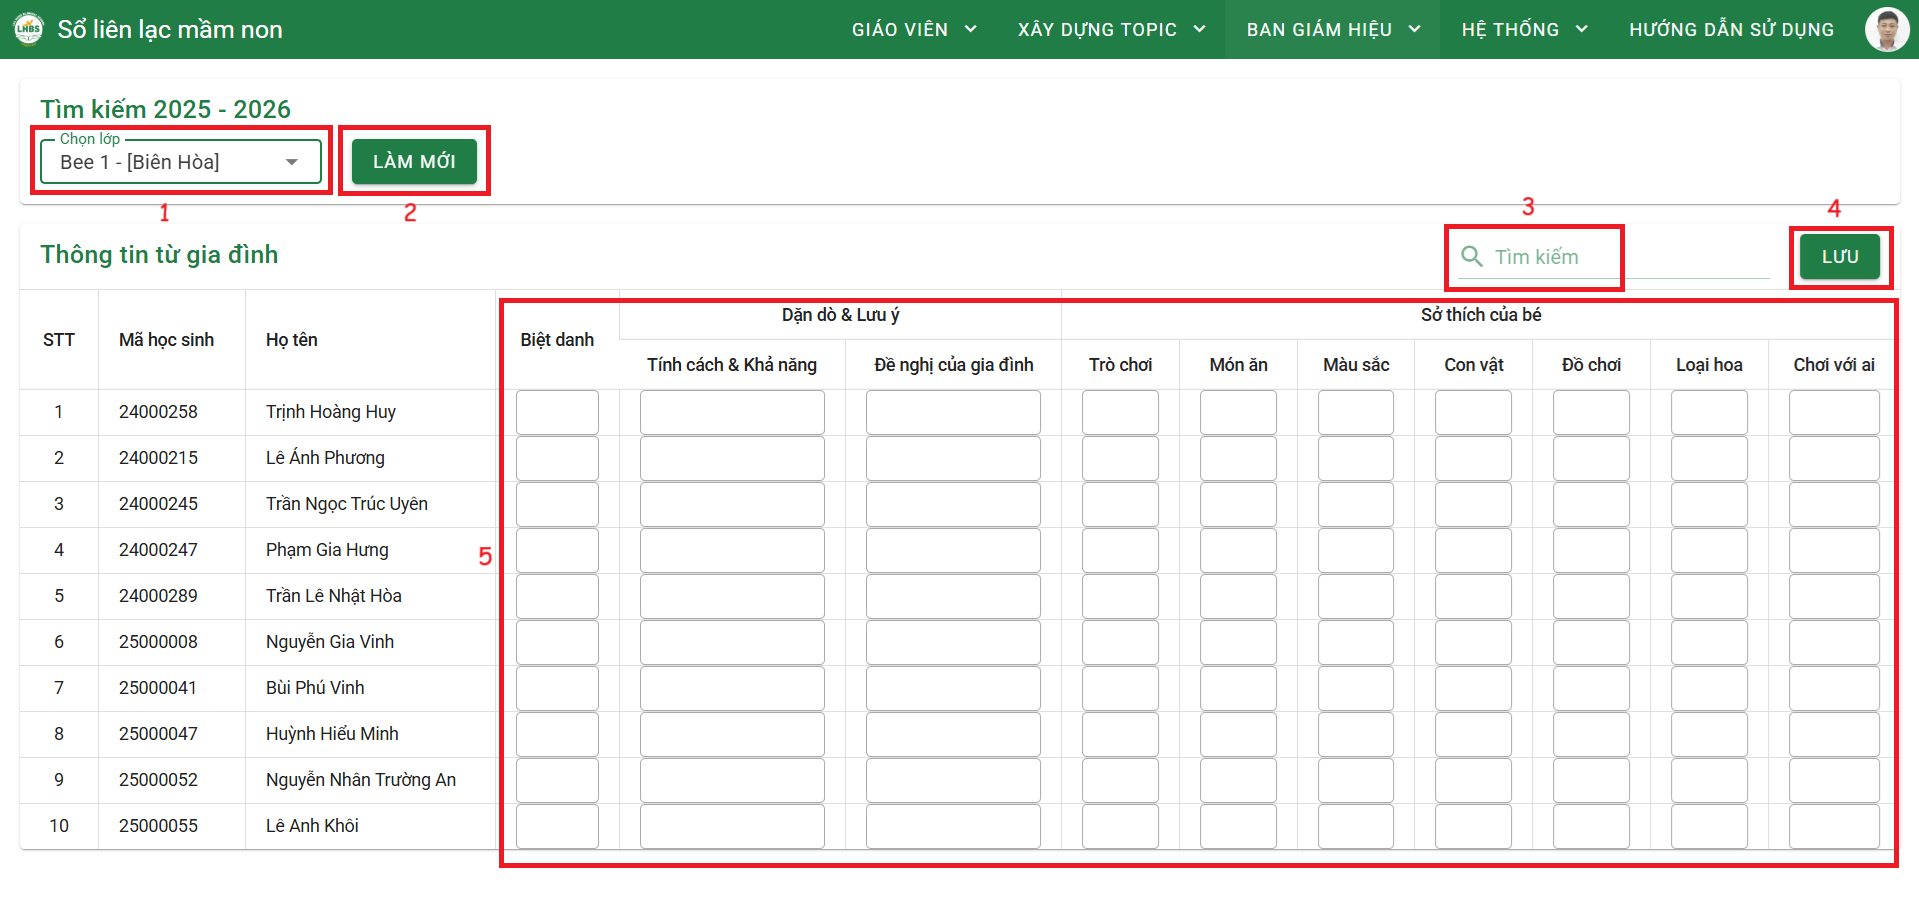 LHBS
Sổ liên lạc mầm non
GIÁO VIÊN
XÂY DỰNG TOPIC
BAN GIÁM HIỆU
HỆ THỐNG
HƯỚNG DẪN SỬ DỤNG
Tìm kiếm 2025 - 2026
Chọn lớp
Bee 1 - [Biên Hòa]
LÀM MỚI
1
2
3
4
Thông tin từ gia đình
Tìm kiếm
LƯU
STT Mã học sinh Họ tên Biệt danh Dặn dò & Lưu ý Sở thích của bé
Tính cách & Khả năng Đề nghị của gia đình Trò chơi Món ăn Màu sắc Con vật Đồ chơi Loại hoa Chơi với ai
1 24000258 Trịnh Hoàng Huy
2 24000215 Lê Ánh Phương
3 24000245 Trần Ngọc Trúc Uyên
4 24000247 Phạm Gia Hưng
5
5 24000289 Trần Lê Nhật Hòa
6 25000008 Nguyễn Gia Vinh
7 25000041 Bùi Phú Vinh
8 25000047 Huỳnh Hiểu Minh
9 25000052 Nguyễn Nhân Trường An
10 25000055 Lê Anh Khôi